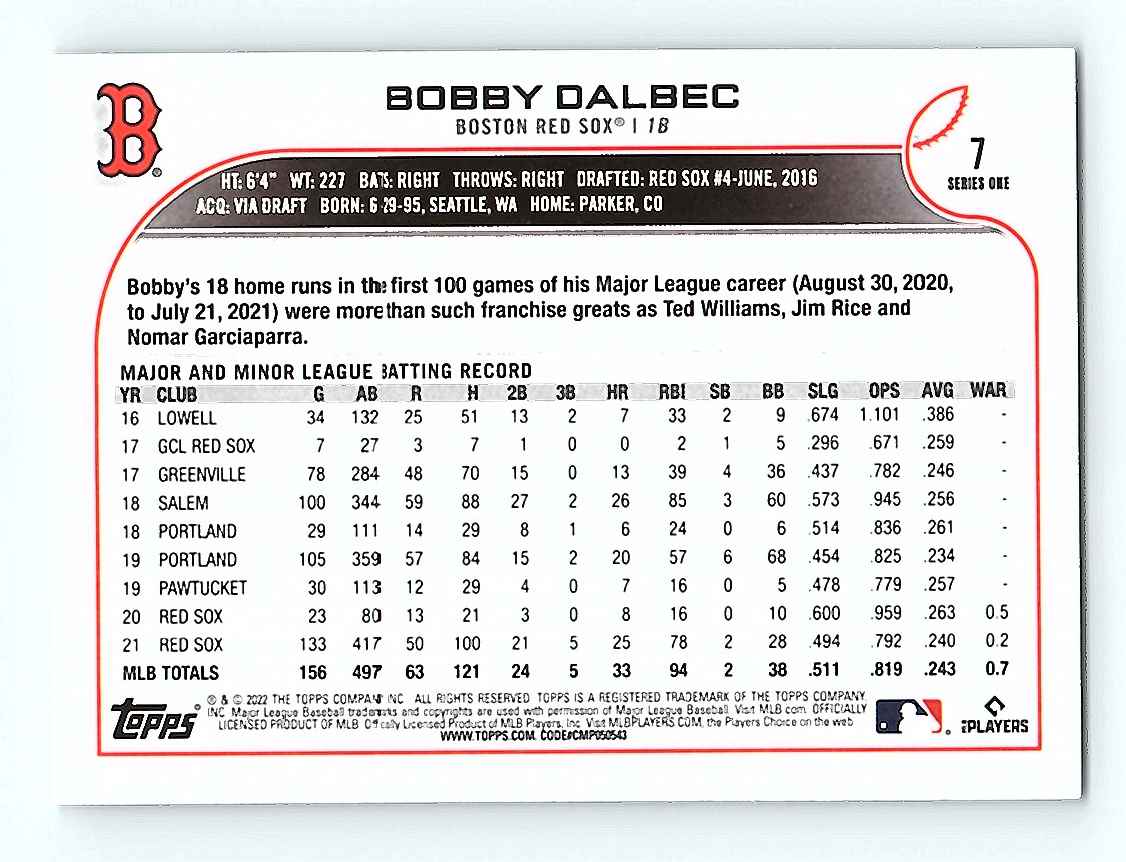 B
BOBBY DALBEC
BOSTON RED SOX® | 1B
7
SERIES ONE
HT: 6'4" WT: 227 BATS: RIGHT THROWS: RIGHT DRAFTED: RED SOX #4-JUNE, 2016
ACQ: VIA DRAFT BORN: 6-29-95, SEATTLE, WA HOME: PARKER, CO
Bobby's 18 home runs in the first 100 games of his Major League career (August 30, 2020,
to July 21, 2021) were more than such franchise greats as Ted Williams, Jim Rice and
Nomar Garciaparra.
MAJOR AND MINOR LEAGUE BATTING RECORD
YR CLUB G AB R H 2B 3B HR RBI SB BB SLG OPS AVG WAR
16 LOWELL 34 132 25 51 13 2 7 33 2 9 .674 1.101 .386 -
17 GCL RED SOX 7 27 3 7 1 0 0 2 1 5 .296 .671 .259 -
17 GREENVILLE 78 284 48 70 15 0 13 39 4 36 .437 .782 .246 -
18 SALEM 100 344 59 88 27 2 26 85 3 60 .573 .945 .256 -
18 PORTLAND 29 111 14 29 8 1 6 24 0 6 .514 .836 .261 -
19 PORTLAND 105 359 57 84 15 2 20 57 6 68 .454 .825 .234 -
19 PAWTUCKET 30 113 12 29 4 0 7 16 0 5 .478 .779 .257 -
20 RED SOX 23 80 13 21 3 0 8 16 0 10 .600 .959 .263 0.5
21 RED SOX 133 417 50 100 21 5 25 78 2 28 .494 .792 .240 0.2
MLB TOTALS 156 497 63 121 24 5 33 94 2 38 .511 .819 .243 0.7
topps®
® & © 2022 THE TOPPS COMPANY INC ALL RIGHTS RESERVED TOPPS IS A REGISTERED TRADEMARK OF THE TOPPS COMPANY
INC Major League Baseball trademarks and copyrights are used with permission of Major League Baseball. Visit MLB.com. OFFICIALLY
LICENSED PRODUCT OF MLB Officially Licensed Product of MLB Players, Inc. Visit MLBPLAYERS.COM, the Players Choice on the web
WWW.TOPPS.COM. CODE#CMP050543
PLAYERS